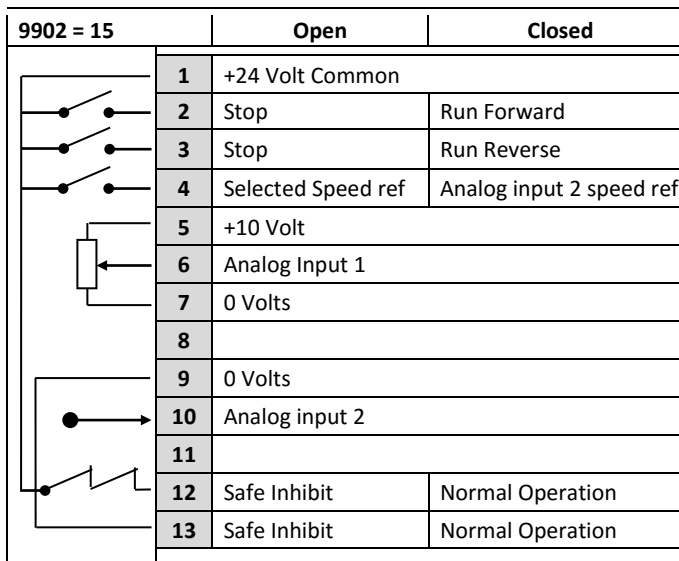 9902 = 15 Open Closed
1 +24 Volt Common
2 Stop Run Forward
3 Stop Run Reverse
4 Selected Speed ref Analog input 2 speed ref
5 +10 Volt
6 Analog Input 1
7 0 Volts
8
9 0 Volts
10 Analog input 2
11
12 Safe Inhibit Normal Operation
13 Safe Inhibit Normal Operation